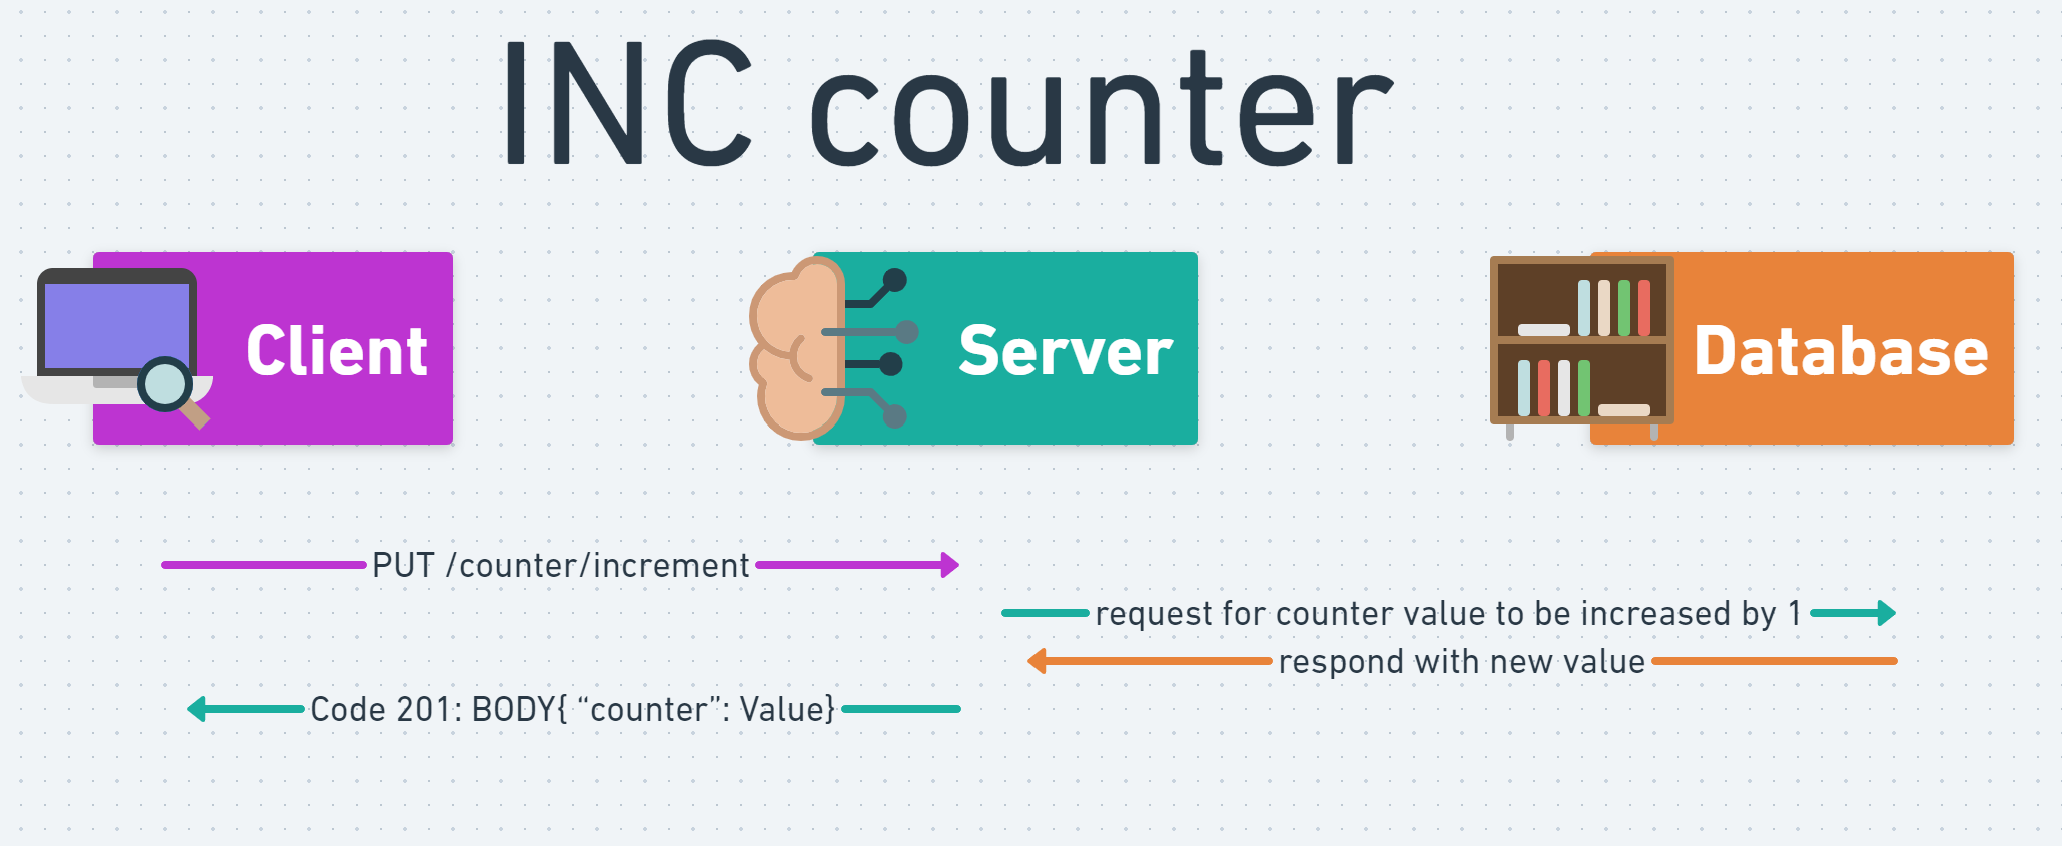 INC counter
Client
Server
Database
PUT /counter/increment
request for counter value to be increased by 1
respond with new value
Code 201: BODY{ “counter”: Value}